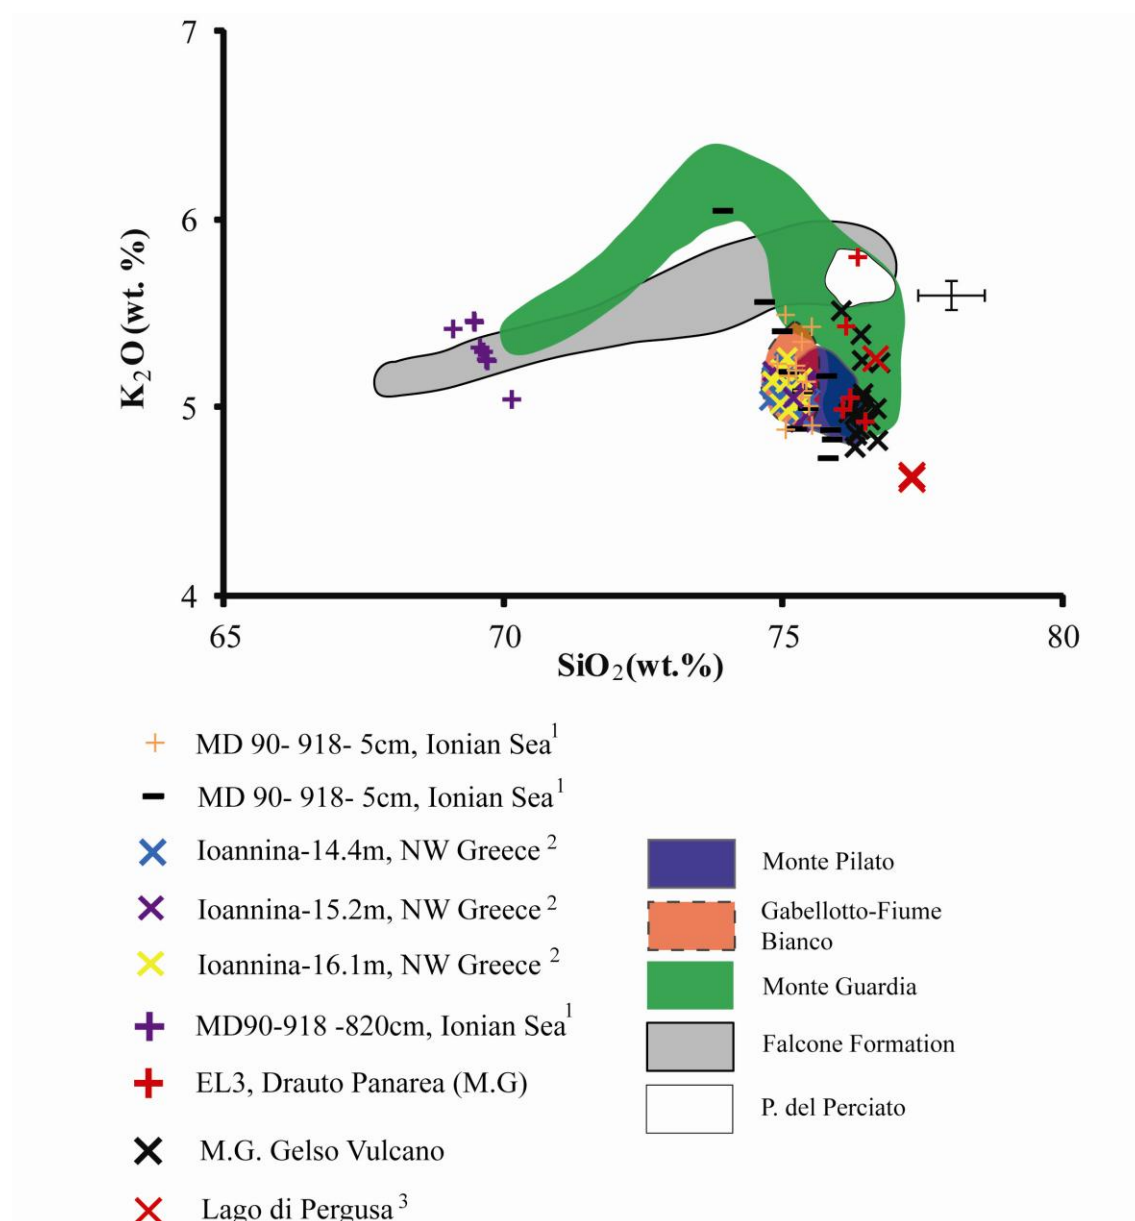 7
6
5
4
K₂O (wt. %)
65
70
75
80
SiO₂(wt.%)
MD 90- 918- 5cm, Ionian Sea¹
MD 90- 918- 5cm, Ionian Sea¹
Ioannina-14.4m, NW Greece ²
Ioannina-15.2m, NW Greece ²
Ioannina-16.1m, NW Greece ²
MD90-918 -820cm, Ionian Sea¹
EL3, Drauto Panarea (M.G)
M.G. Gelso Vulcano
Lago di Pergusa ³
Monte Pilato
Gabellotto-Fiume
Bianco
Monte Guardia
Falcone Formation
P. del Perciato